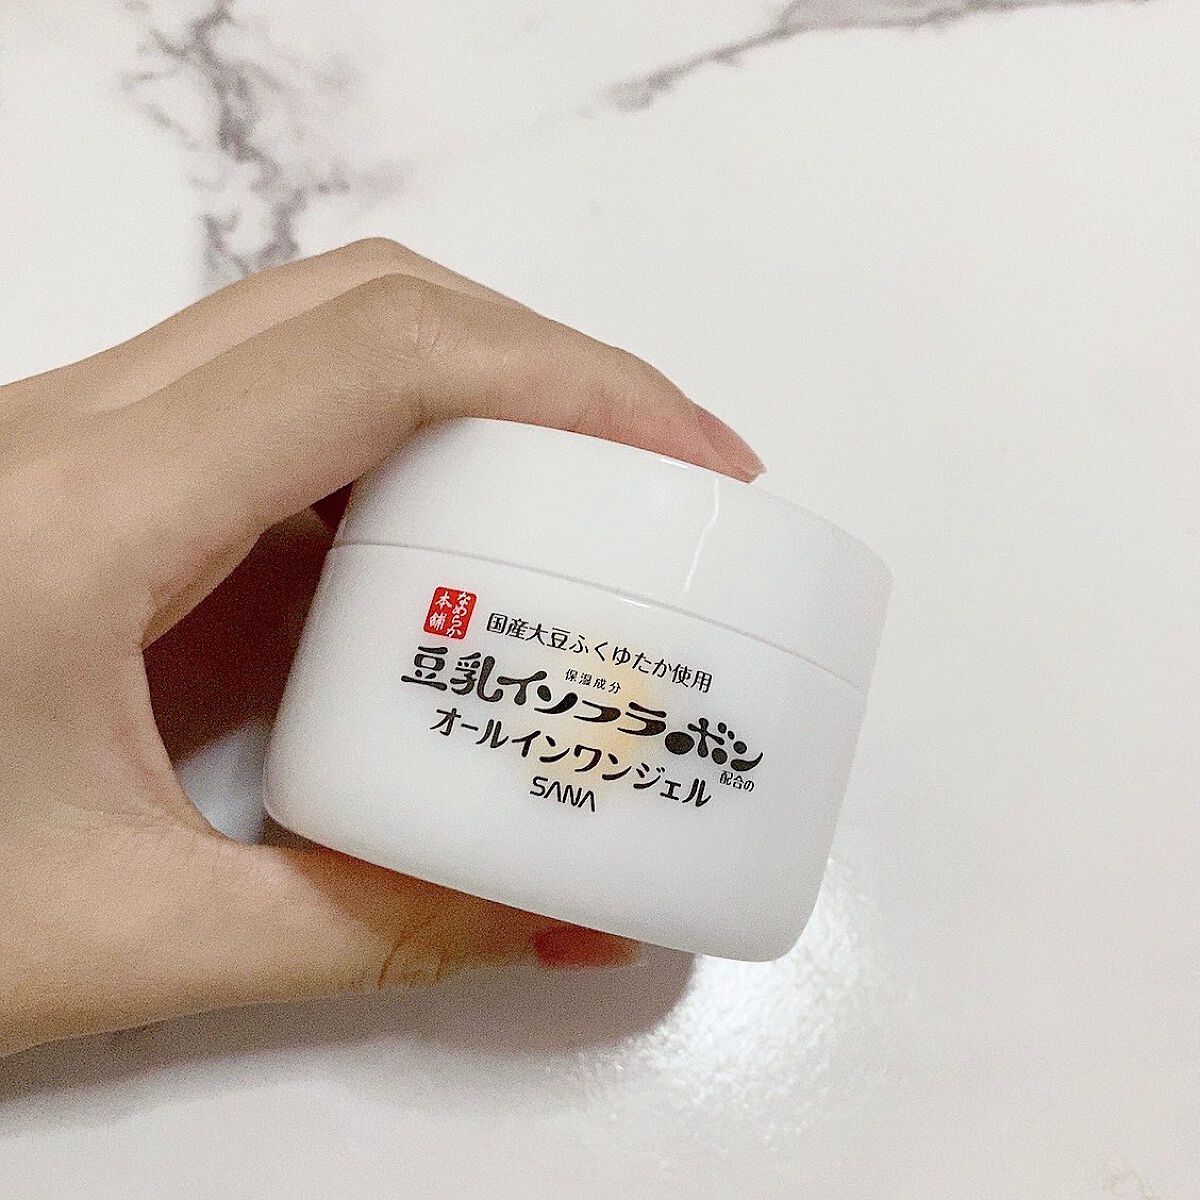 なめらか
本舗
国産大豆ふくゆたか使用
保湿成分
豆乳イソフラボン
配合の
オールインワンジェル
SANA